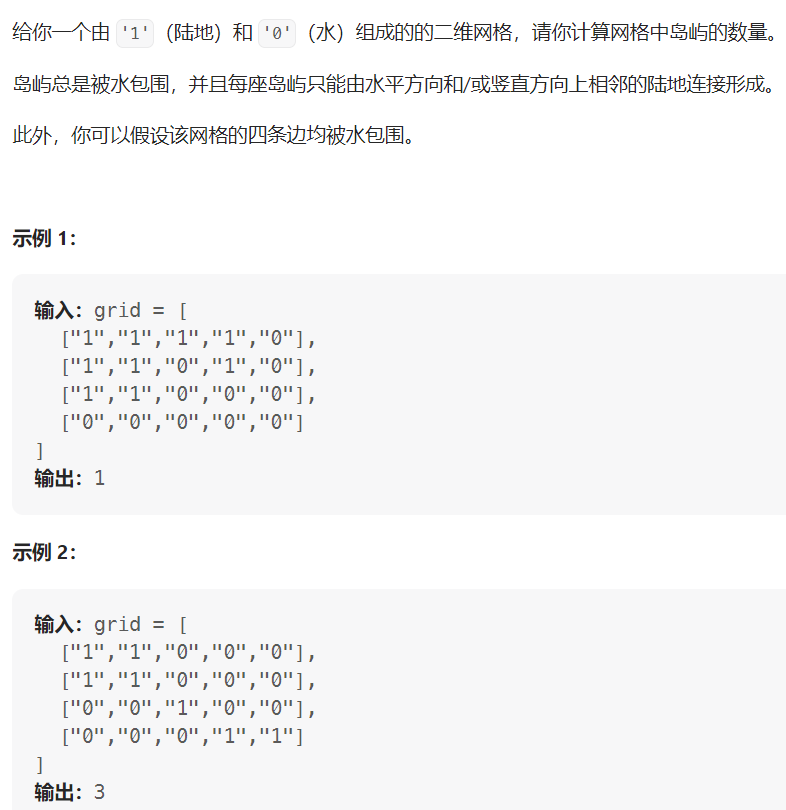 给你一个由 '1'（陆地）和 '0'（水）组成的的二维网格，请你计算网格中岛屿的数量。
岛屿总是被水包围，并且每座岛屿只能由水平方向和/或竖直方向上相邻的陆地连接形成。
此外，你可以假设该网格的四条边均被水包围。
示例 1：
输入：grid = [
  ["1","1","1","1","0"],
  ["1","1","0","1","0"],
  ["1","1","0","0","0"],
  ["0","0","0","0","0"]
]
输出：1
示例 2：
输入：grid = [
  ["1","1","0","0","0"],
  ["1","1","0","0","0"],
  ["0","0","1","0","0"],
  ["0","0","0","1","1"]
]
输出：3